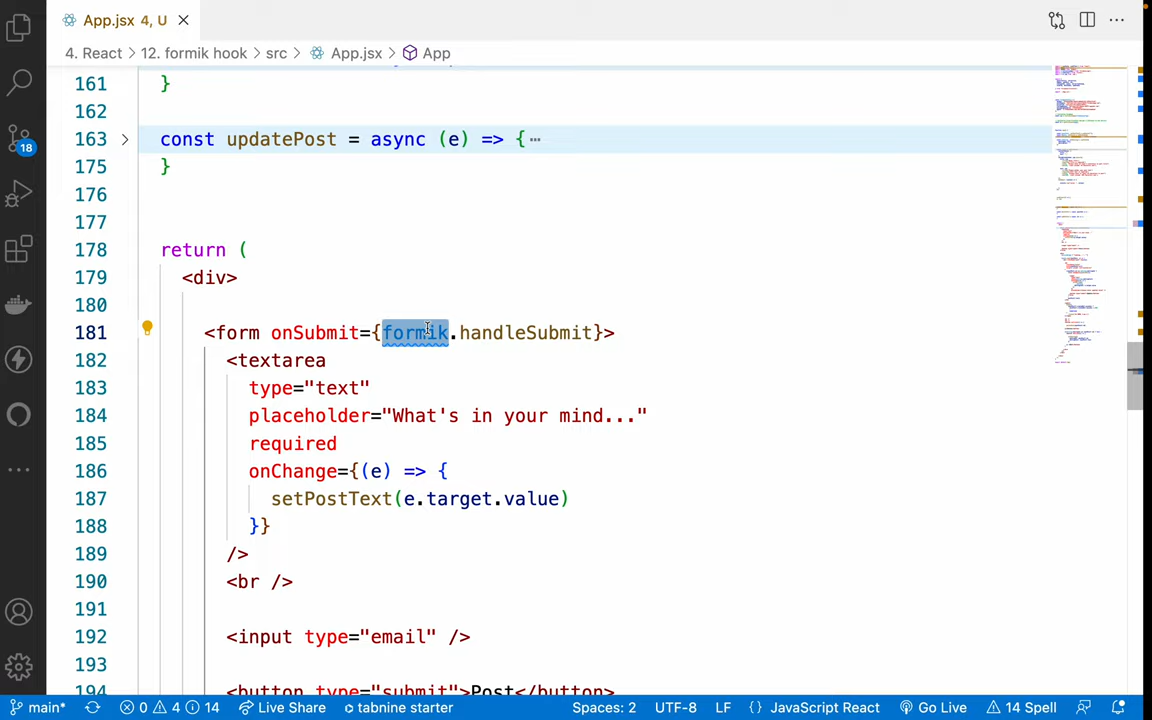 App.jsx 4, U
4. React > 12. formik hook > src > App.jsx > App
161 }
162
163 const updatePost = async (e) => {…
175 }
176
177
178 return (
179 <div>
180
181 <form onSubmit={formik.handleSubmit}>
182 <textarea
183 type="text"
184 placeholder="What's in your mind..."
185 required
186 onChange={(e) => {
187 setPostText(e.target.value)
188 }}
189 />
190 <br />
191
192 <input type="email" />
193
194 <button type="submit">Post</button>
18
main* 0 4 14 Live Share tabnine starter Spaces: 2 UTF-8 LF {} JavaScript React Go Live 14 Spell